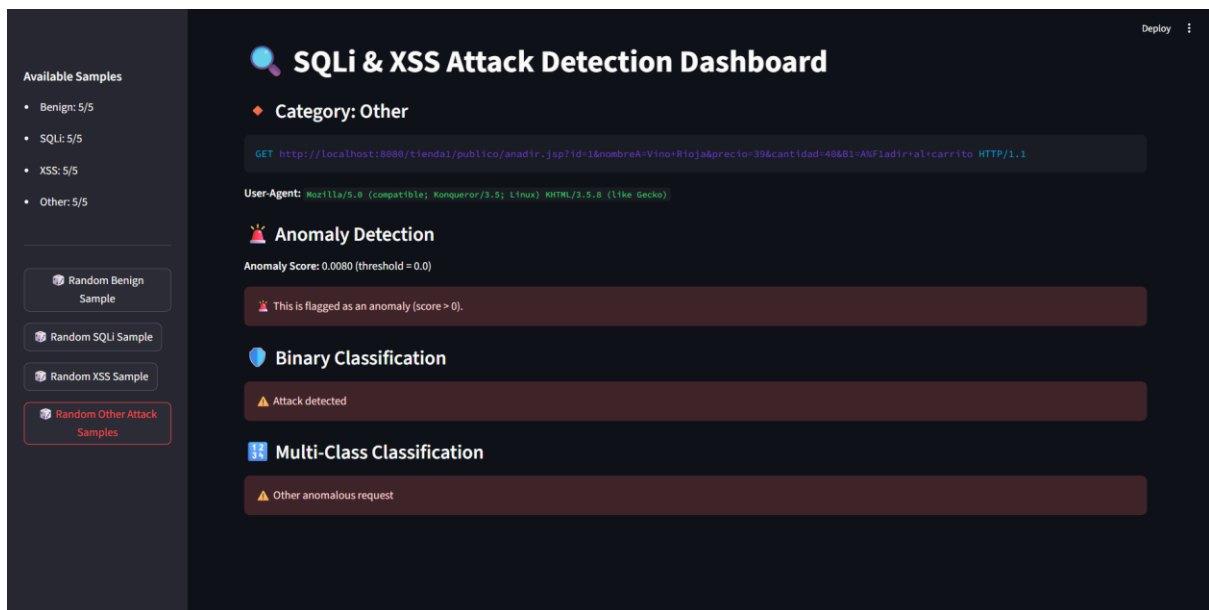 Deploy
SQLi & XSS Attack Detection Dashboard
Available Samples
Benign: 5/5
SQLi: 5/5
XSS: 5/5
Other: 5/5
Random Benign
Sample
Random SQLi Sample
Random XSS Sample
Random Other Attack
Samples
Category: Other
GET http://localhost:8080/tienda1/publico/anadir.jsp?id=1&nombreA=Vino+Rioja&precio=39&cantidad=40&B1=A%F1adir+al+carrito HTTP/1.1
User-Agent: Mozilla/5.0 (compatible; Konqueror/3.5; Linux) KHTML/3.5.8 (like Gecko)
Anomaly Detection
Anomaly Score: 0.0080 (threshold = 0.0)
This is flagged as an anomaly (score > 0).
Binary Classification
Attack detected
Multi-Class Classification
Other anomalous request